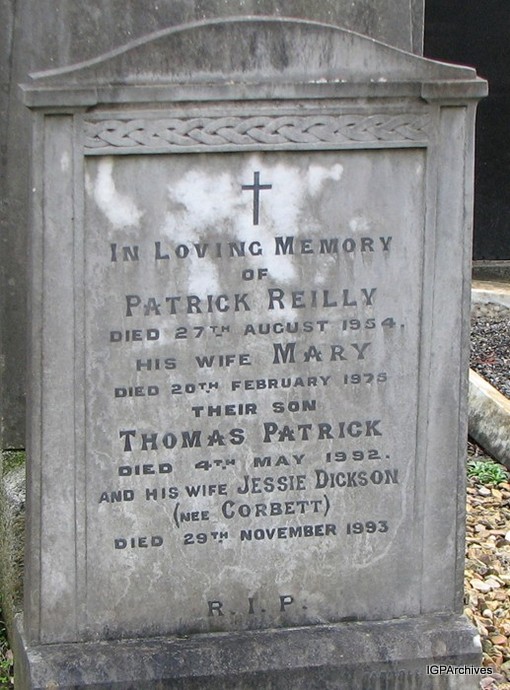 IN LOVING MEMORY
OF
PATRICK REILLY
DIED 27TH AUGUST 1954.
HIS WIFE MARY
DIED 20TH FEBRUARY 1975
THEIR SON
THOMAS PATRICK
DIED 4TH MAY 1992.
AND HIS WIFE JESSIE DICKSON
(NEE CORBETT)
DIED 29TH NOVEMBER 1993
R.I.P.
IGPArchives